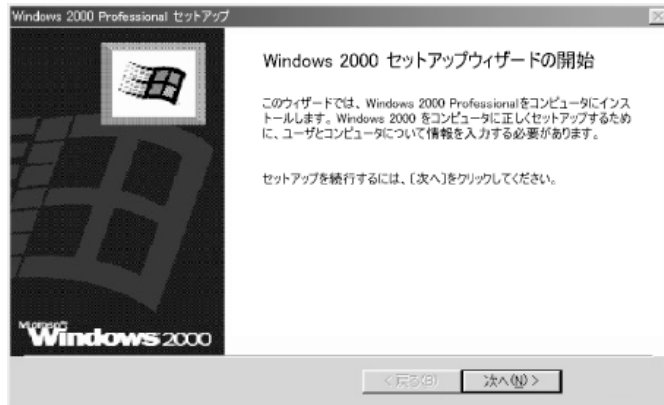 Windows 2000 Professional セットアップ
Windows 2000 セットアップウィザードの開始
このウィザードでは、Windows 2000 Professionalをコンピュータにインス
トールします。Windows 2000 をコンピュータに正しくセットアップするため
に、ユーザとコンピュータについて情報を入力する必要があります。
セットアップを続行するには、[次へ]をクリックしてください。
Microsoft
Windows 2000
< 戻る(B)
次へ(N) >